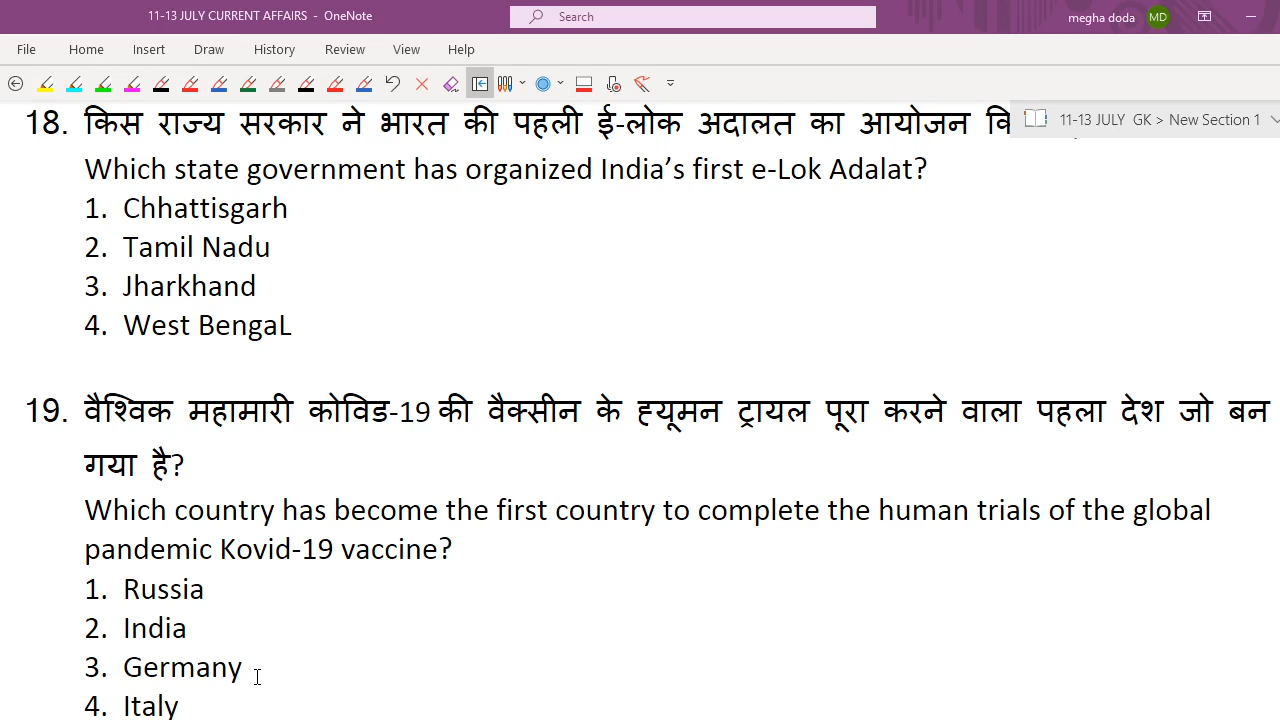 11-13 JULY CURRENT AFFAIRS - OneNote
Search
megha doda MD
File Home Insert Draw History Review View Help
11-13 JULY GK > New Section 1
18. किस राज्य सरकार ने भारत की पहली ई-लोक अदालत का आयोजन
Which state government has organized India’s first e-Lok Adalat?
1. Chhattisgarh
2. Tamil Nadu
3. Jharkhand
4. West BengaL
19. वैश्विक महामारी कोविड-19 की वैक्सीन के ह्यूमन ट्रायल पूरा करने वाला पहला देश जो बन
गया है?
Which country has become the first country to complete the human trials of the global
pandemic Kovid-19 vaccine?
1. Russia
2. India
3. Germany
4. Italy